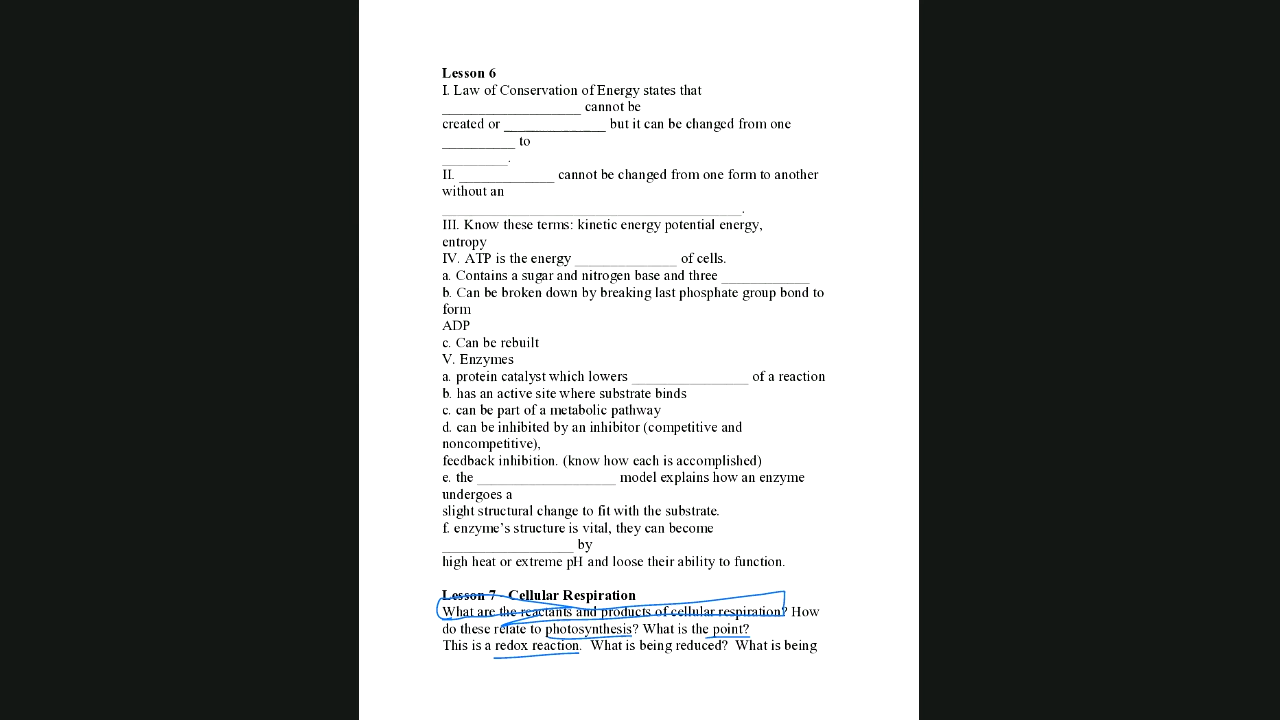 Lesson 6
I. Law of Conservation of Energy states that
___________________ cannot be
created or ______________ but it can be changed from one
__________ to
_________.
II. _____________ cannot be changed from one form to another
without an
_________________________________________.
III. Know these terms: kinetic energy potential energy,
entropy
IV. ATP is the energy ______________ of cells.
a. Contains a sugar and nitrogen base and three ____________
b. Can be broken down by breaking last phosphate group bond to
form
ADP
c. Can be rebuilt
V. Enzymes
a. protein catalyst which lowers ________________ of a reaction
b. has an active site where substrate binds
c. can be part of a metabolic pathway
d. can be inhibited by an inhibitor (competitive and
noncompetitive),
feedback inhibition. (know how each is accomplished)
e. the ___________________ model explains how an enzyme
undergoes a
slight structural change to fit with the substrate.
f. enzyme's structure is vital, they can become
__________________ by
high heat or extreme pH and loose their ability to function.
Lesson 7 - Cellular Respiration
What are the reactants and products of cellular respiration? How
do these relate to photosynthesis? What is the point?
This is a redox reaction. What is being reduced? What is being